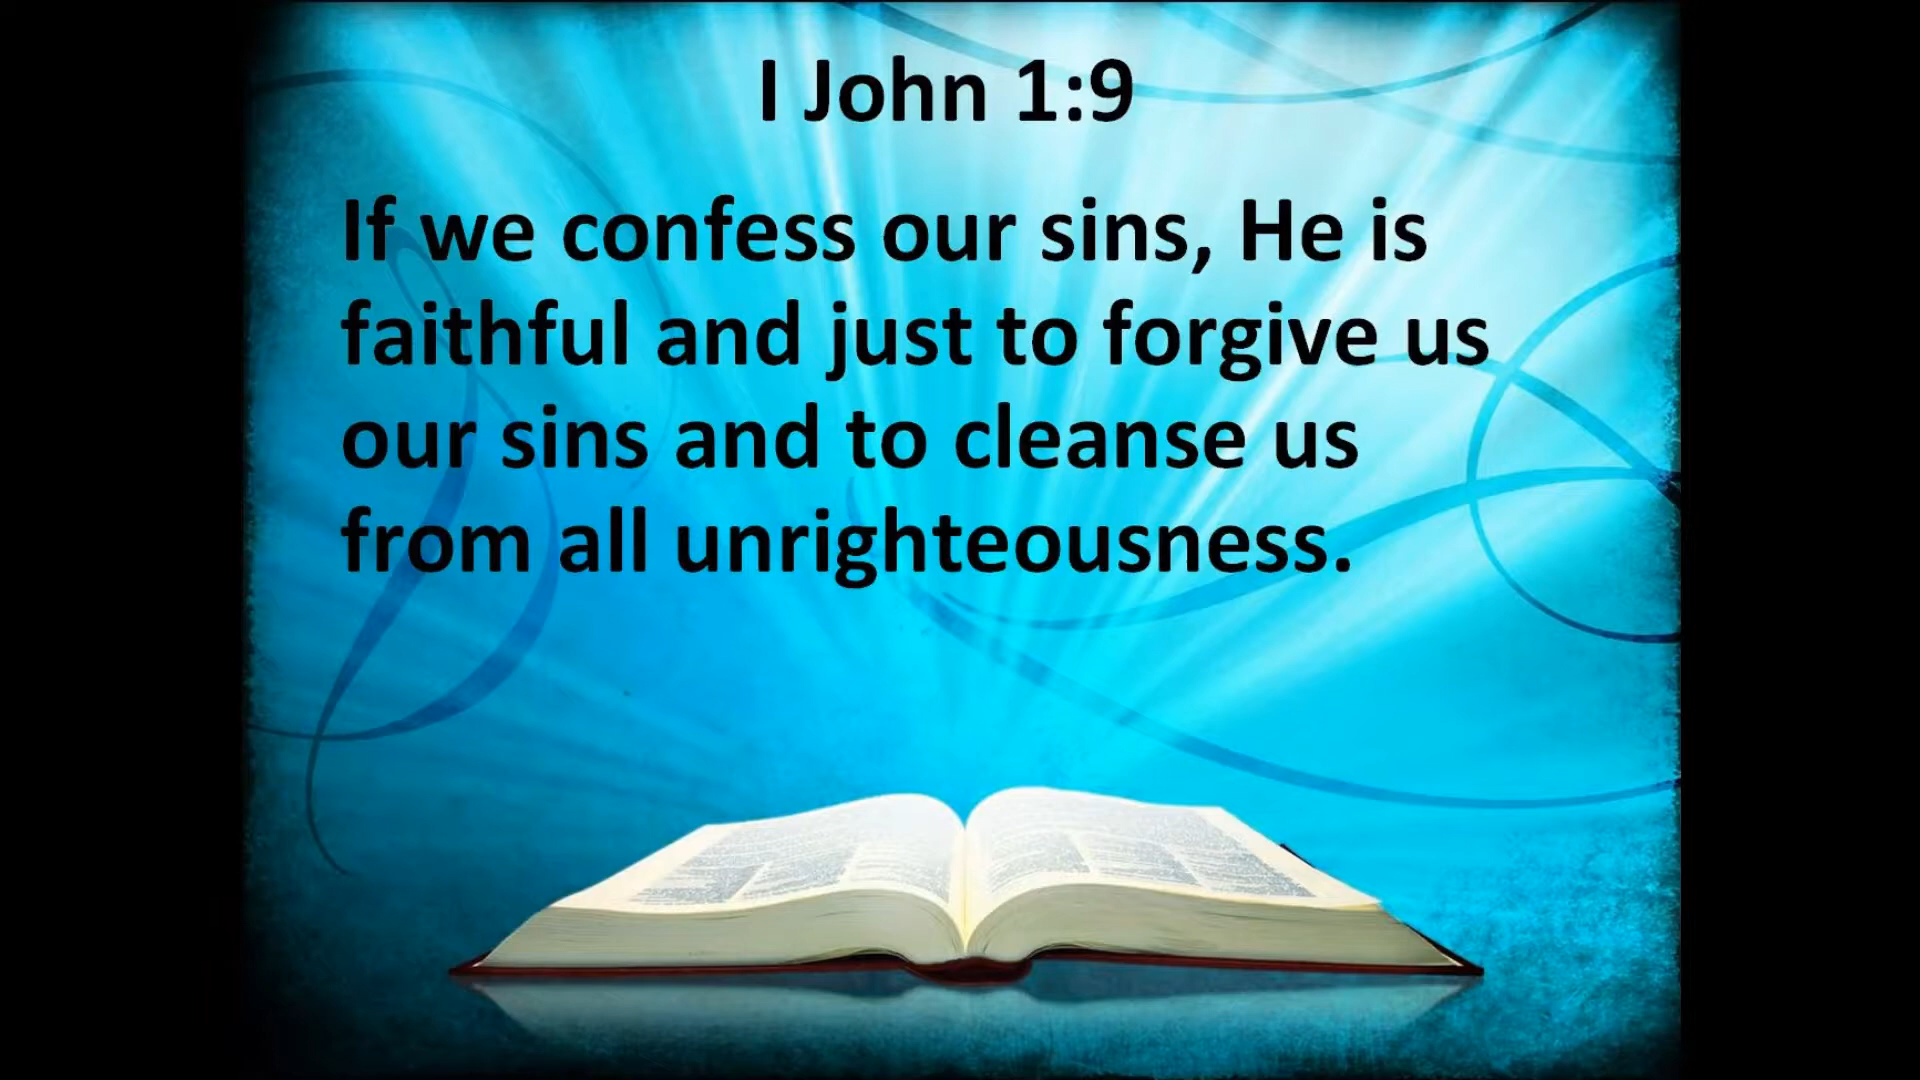 I John 1:9
If we confess our sins, He is
faithful and just to forgive us
our sins and to cleanse us
from all unrighteousness.